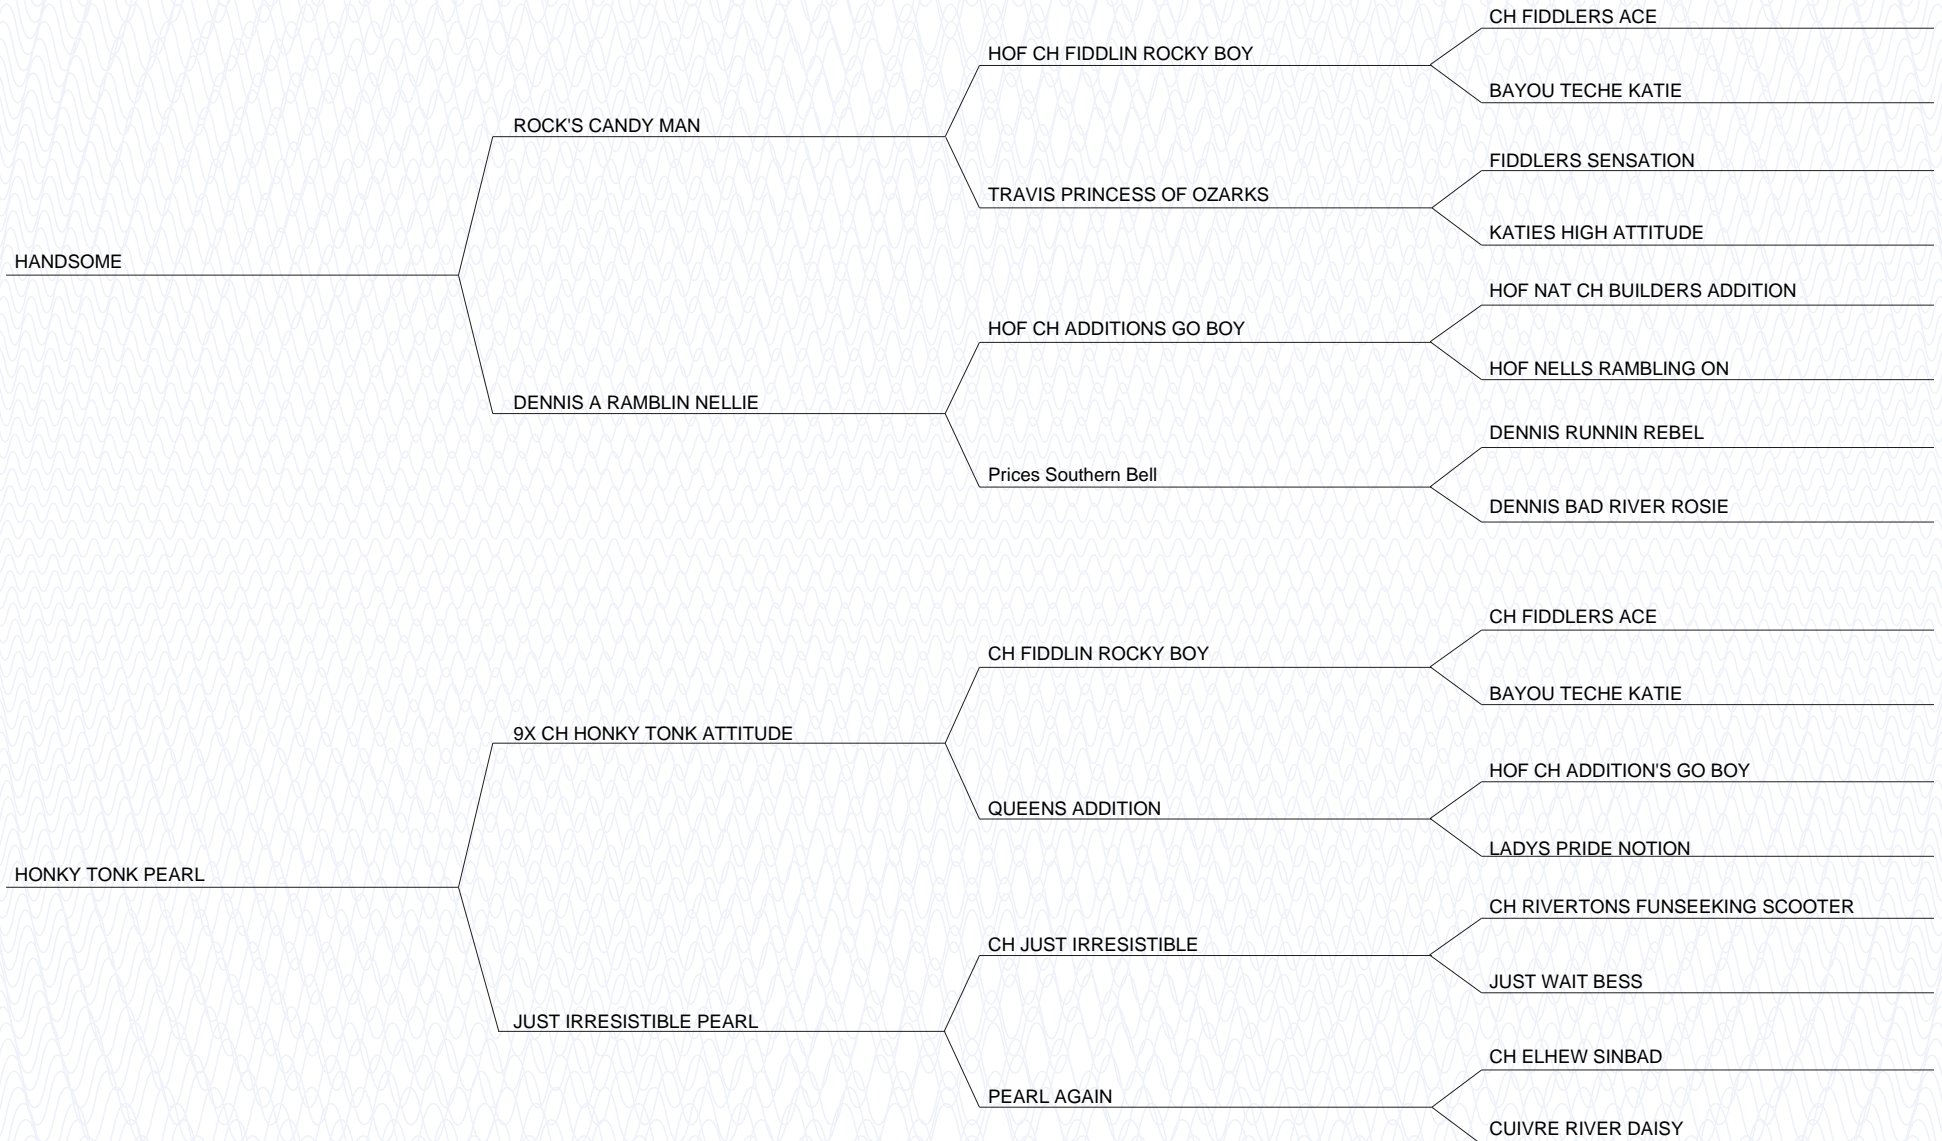 CH FIDDLERS ACE
HOF CH FIDDLIN ROCKY BOY
BAYOU TECHE KATIE
ROCK'S CANDY MAN
FIDDLERS SENSATION
TRAVIS PRINCESS OF OZARKS
KATIES HIGH ATTITUDE
HANDSOME
HOF NAT CH BUILDERS ADDITION
HOF CH ADDITIONS GO BOY
HOF NELLS RAMBLING ON
DENNIS A RAMBLIN NELLIE
DENNIS RUNNIN REBEL
Prices Southern Bell
DENNIS BAD RIVER ROSIE
CH FIDDLERS ACE
CH FIDDLIN ROCKY BOY
BAYOU TECHE KATIE
9X CH HONKY TONK ATTITUDE
HOF CH ADDITION'S GO BOY
QUEENS ADDITION
LADYS PRIDE NOTION
HONKY TONK PEARL
CH RIVERTONS FUNSEEKING SCOOTER
CH JUST IRRESISTIBLE
JUST WAIT BESS
JUST IRRESISTIBLE PEARL
CH ELHEW SINBAD
PEARL AGAIN
CUIVRE RIVER DAISY